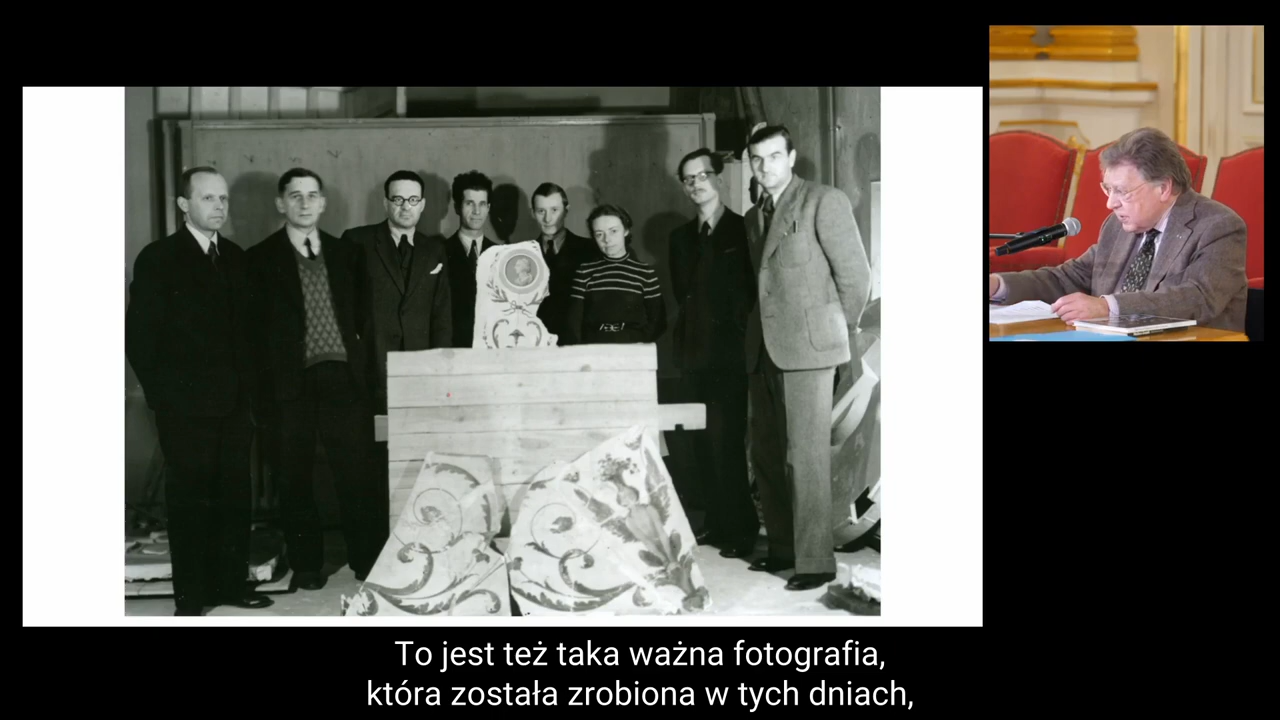 To jest też taka ważna fotografia,
która została zrobiona w tych dniach,